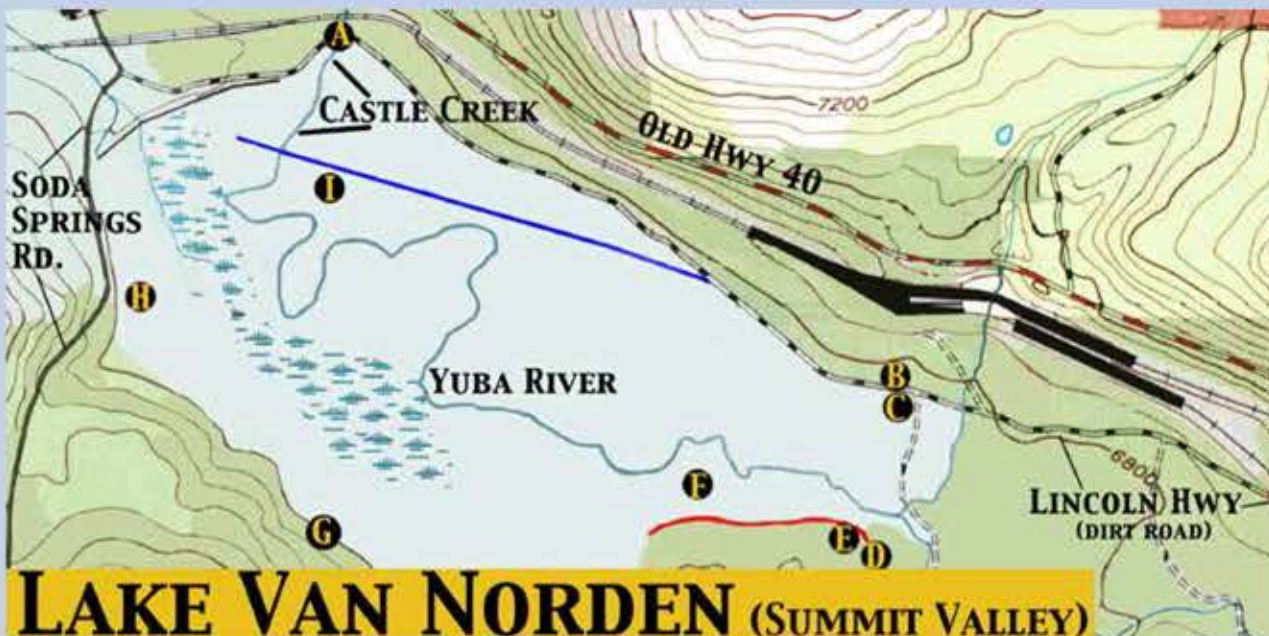 A
CASTLE CREEK
7200
OLD HWY 40
SODA
SPRINGS
RD.
I
H
B
YUBA RIVER
C
6800
F
LINCOLN HWY
(DIRT ROAD)
G
E
D
LAKE VAN NORDEN (SUMMIT VALLEY)